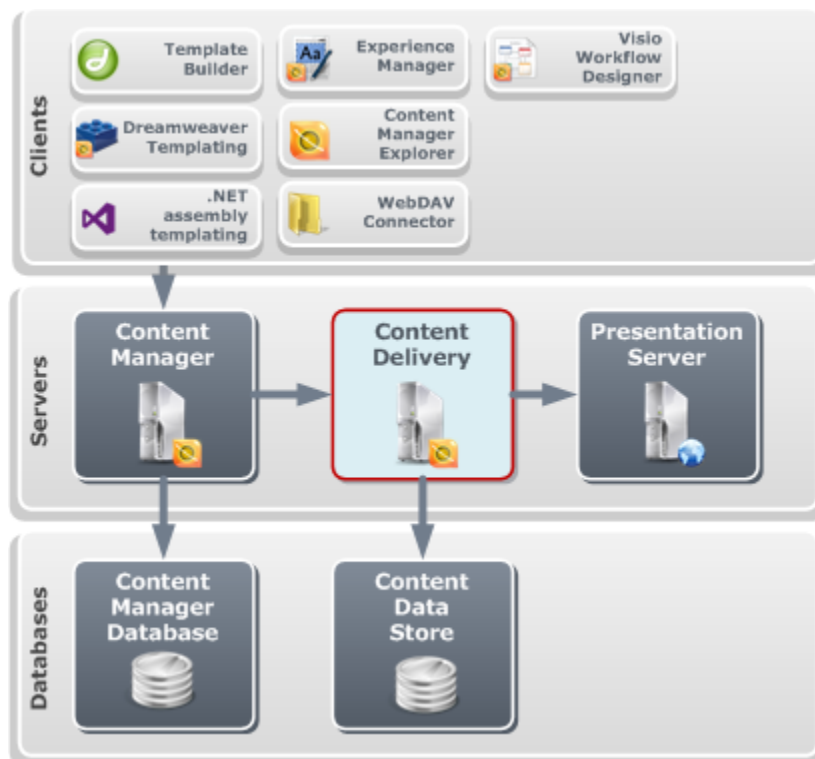 Clients
Template
Builder
Experience
Manager
Visio
Workflow
Designer
Dreamweaver
Templating
Content
Manager
Explorer
.NET
assembly
templating
WebDAV
Connector
Servers
Content
Manager
Content
Delivery
Presentation
Server
Databases
Content
Manager
Database
Content
Data
Store